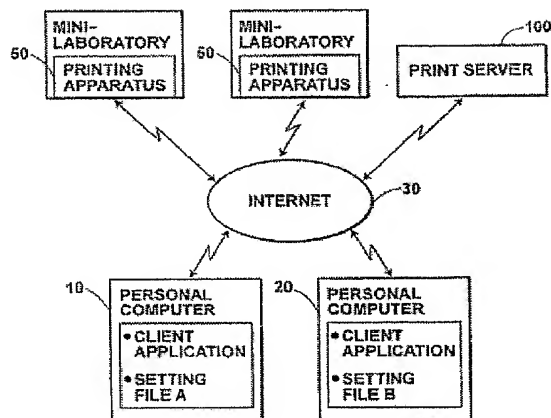 MINI-
LABORATORY
50
PRINTING
APPARATUS
MINI-
LABORATORY
50
PRINTING
APPARATUS
100
PRINT SERVER
INTERNET
30
10
PERSONAL
COMPUTER
• CLIENT
APPLICATION
• SETTING
FILE A
20
PERSONAL
COMPUTER
• CLIENT
APPLICATION
• SETTING
FILE B